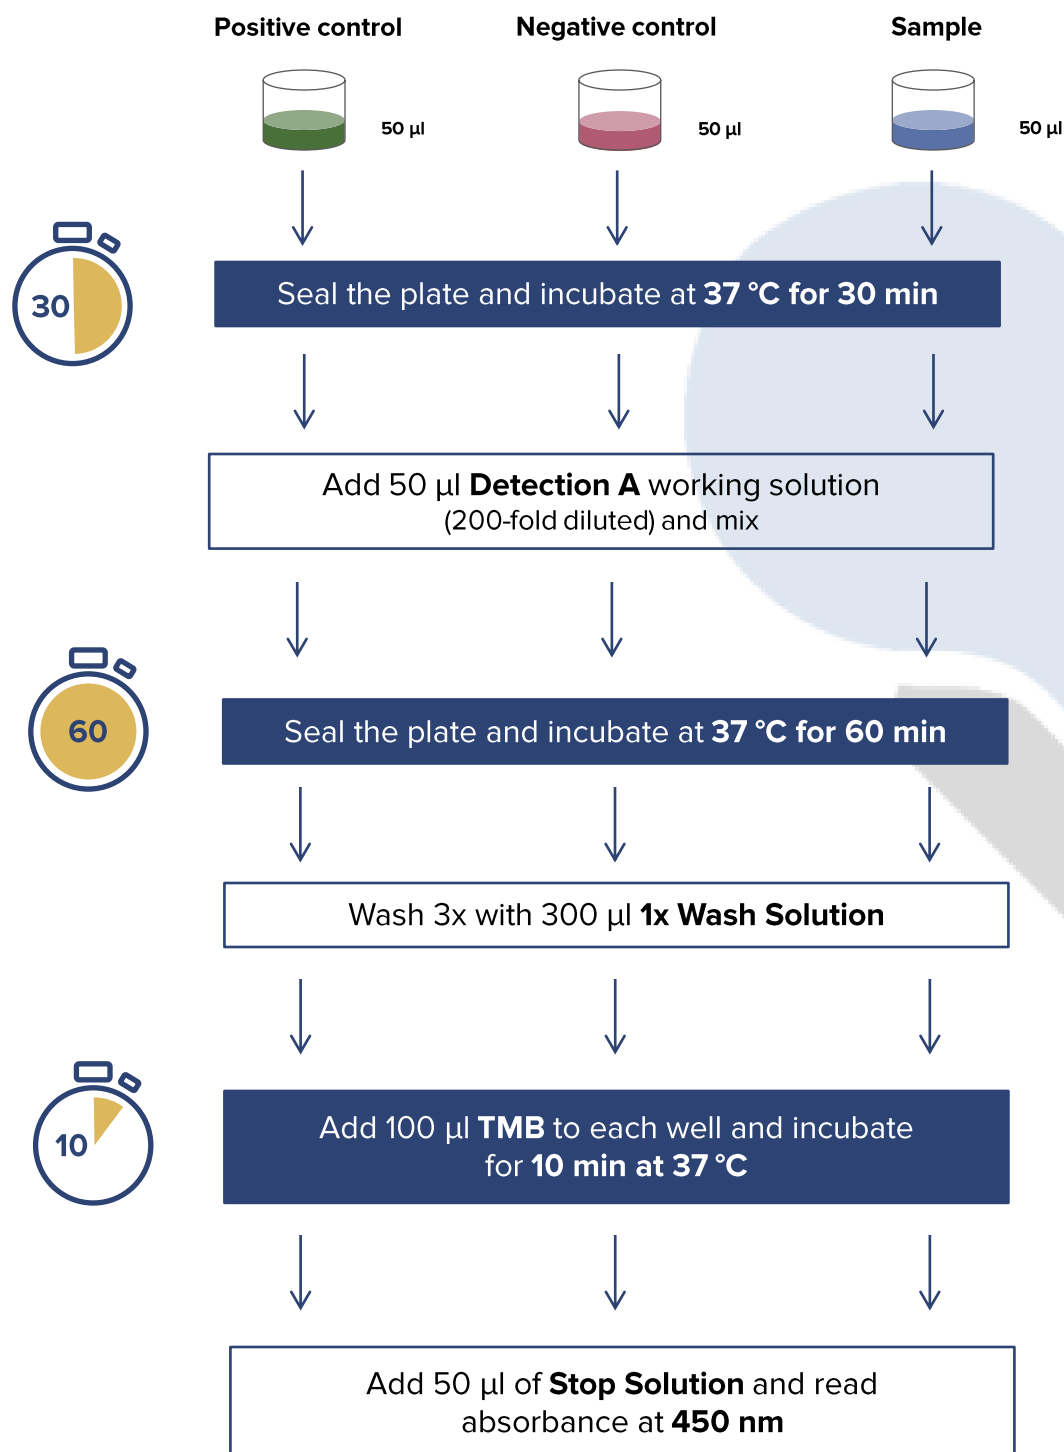 Positive control
Negative control
Sample
50 µl
50 µl
50 µl
30
Seal the plate and incubate at 37 °C for 30 min
Add 50 µl Detection A working solution
(200-fold diluted) and mix
60
Seal the plate and incubate at 37 °C for 60 min
Wash 3x with 300 µl 1x Wash Solution
10
Add 100 µl TMB to each well and incubate
for 10 min at 37 °C
Add 50 µl of Stop Solution and read
absorbance at 450 nm